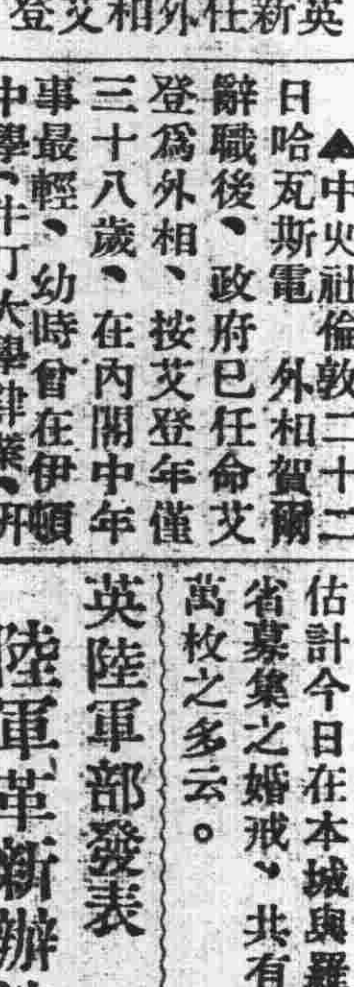 英新任外相艾登
▲中央社倫敦二十二
日哈瓦斯電　外相賀爾
辭職後、政府已任命艾
登爲外相、按艾登年僅
三十八歲、在內閣中年
事最輕、幼時曾在伊頓
中學、牛丁大學肄業、
估計今日在本城與羅
省募集之婚戒、共有
萬枚之多云。
英陸軍部發表
陸軍革新辦